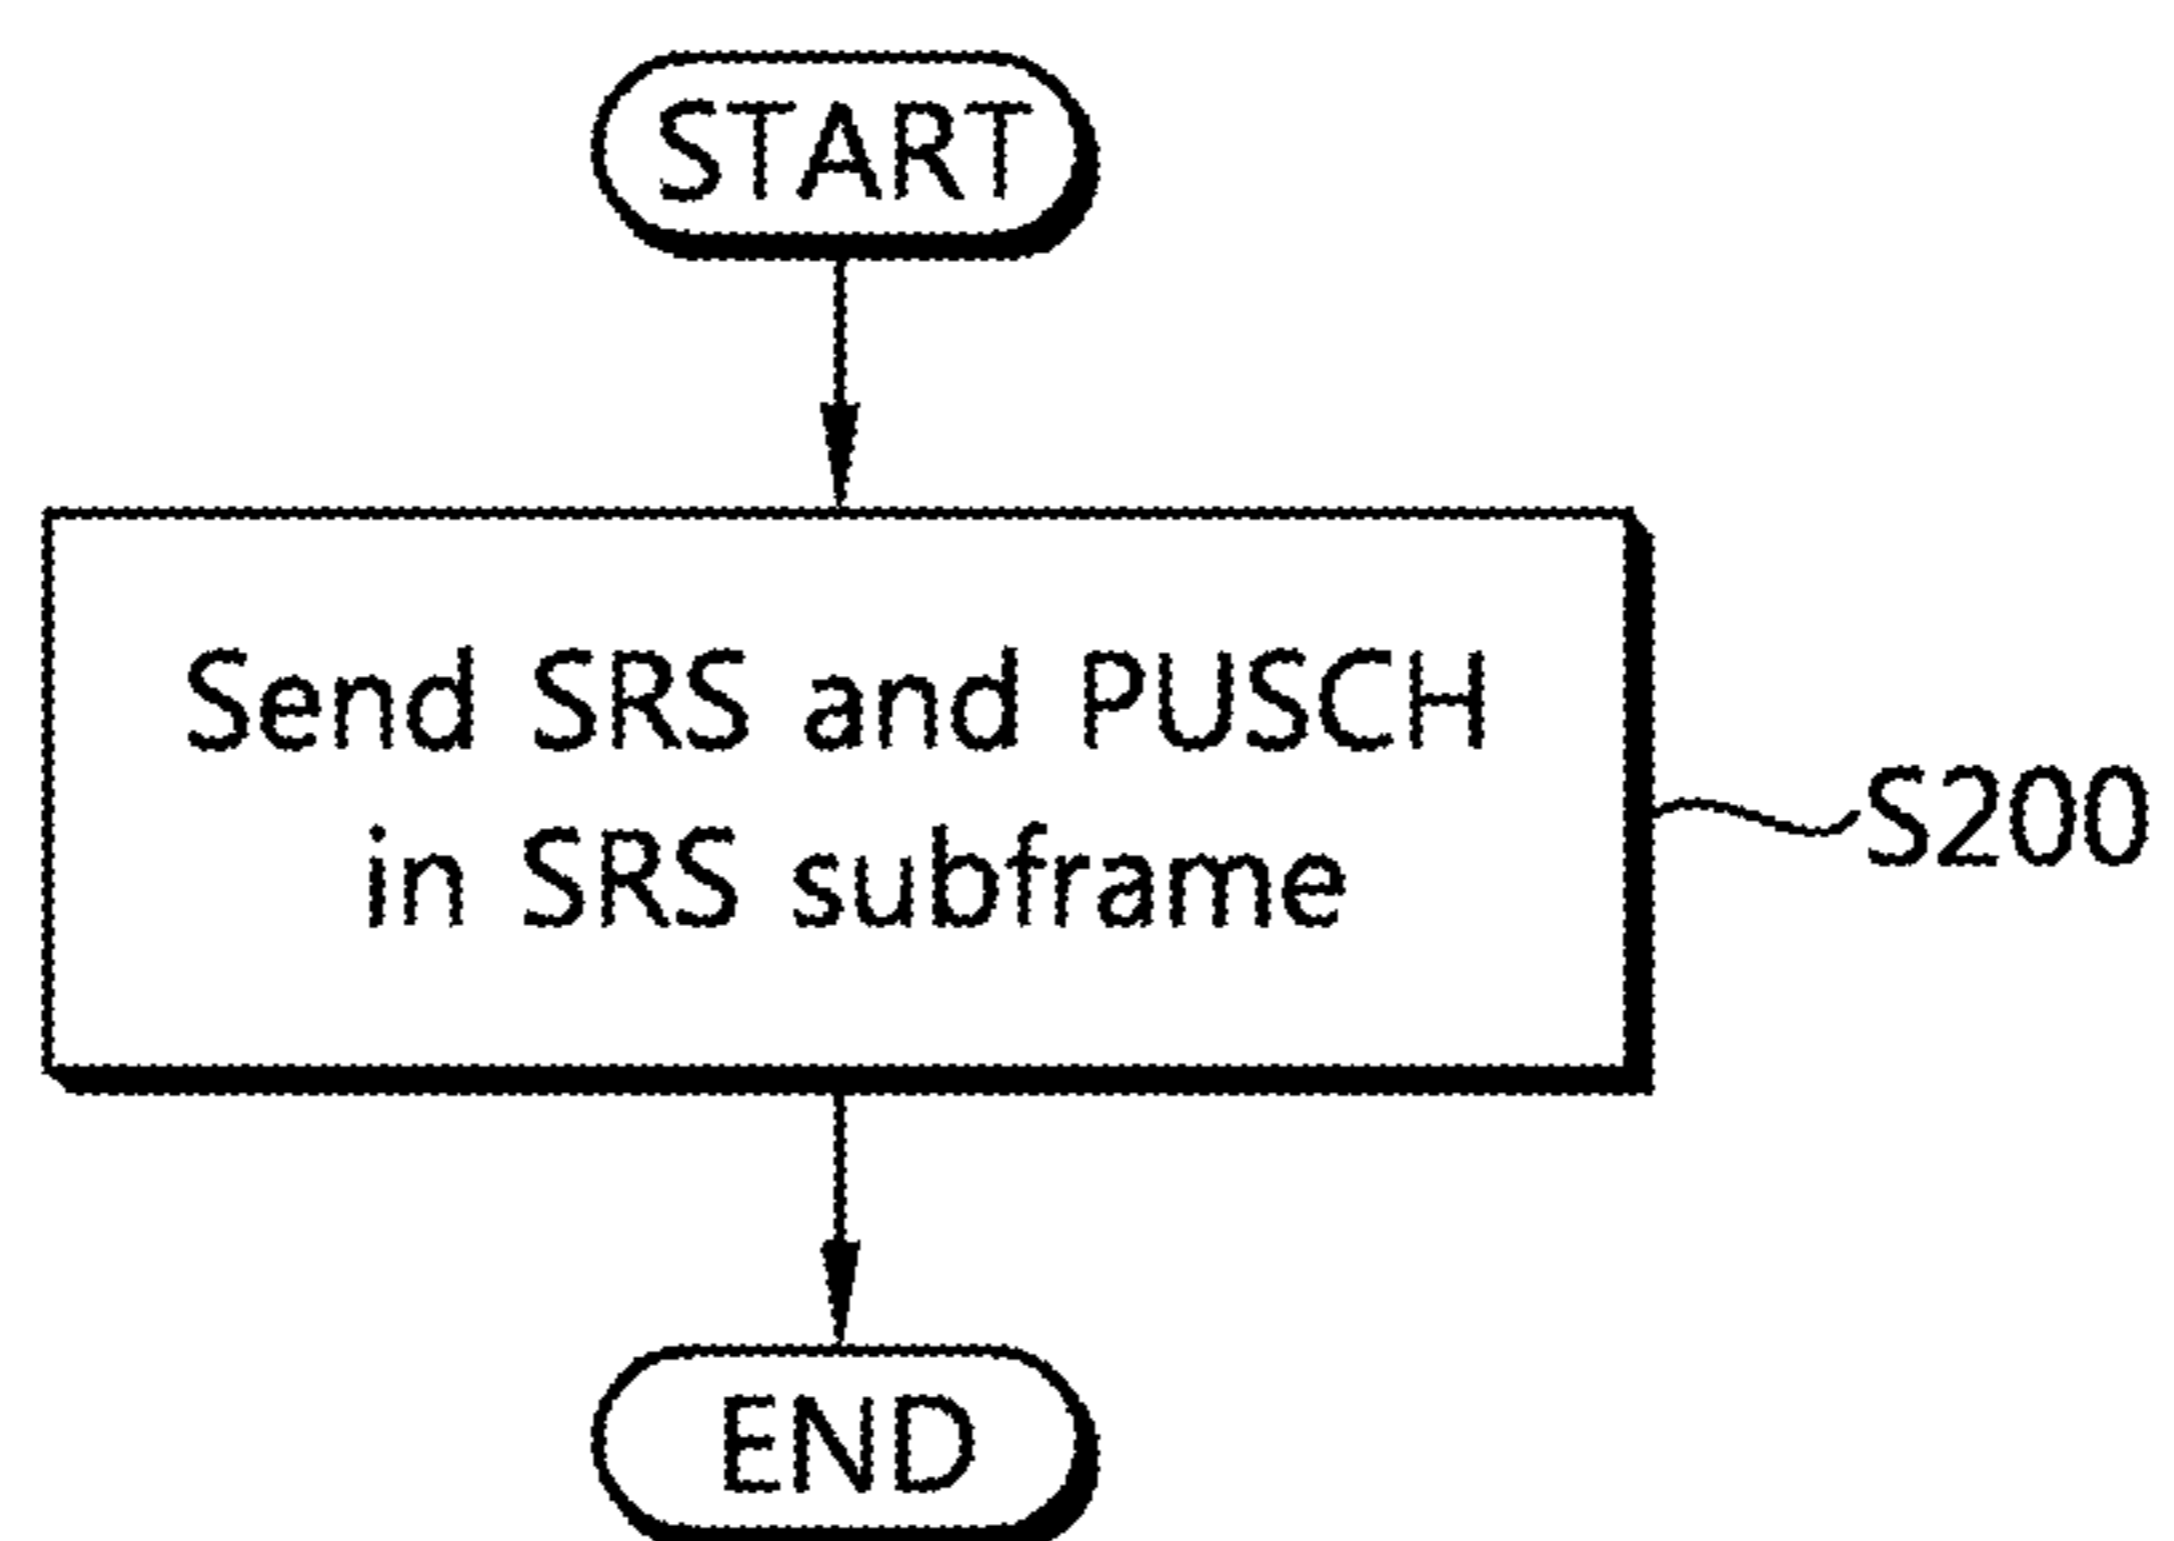 START
Send SRS and PUSCH
in SRS subframe
S200
END